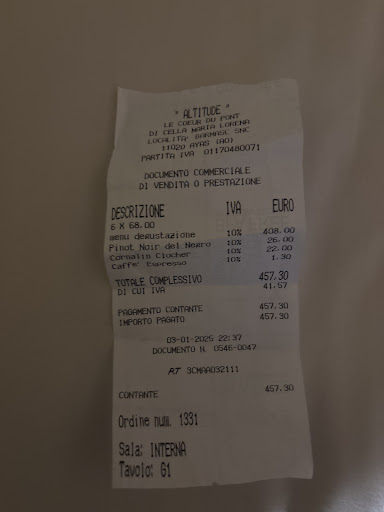 " ALTITUDE "
LE COEUR DU PONT
DI CELLA MARIA LORENA
LOCALITA' BARMASC SNC
11020 AYAS (AO)
PARTITA IVA 01170480071
DOCUMENTO COMMERCIALE
DI VENDITA O PRESTAZIONE
DESCRIZIONE IVA EURO
6 X 68.00
menu degustazione 10% 408.00
Pinot Noir del Negro 10% 26.00
Cornalin Clocher 10% 22.00
Caffe' Espresso 10% 1.30
TOTALE COMPLESSIVO 457.30
DI CUI IVA 41.57
PAGAMENTO CONTANTE 457.30
IMPORTO PAGATO 457.30
03-01-2025 22:37
DOCUMENTO N. 0546-0047
RT 3CMAA032111
CONTANTE 457.30
Ordine num. 1331
Sala: INTERNA
Tavolo: G1